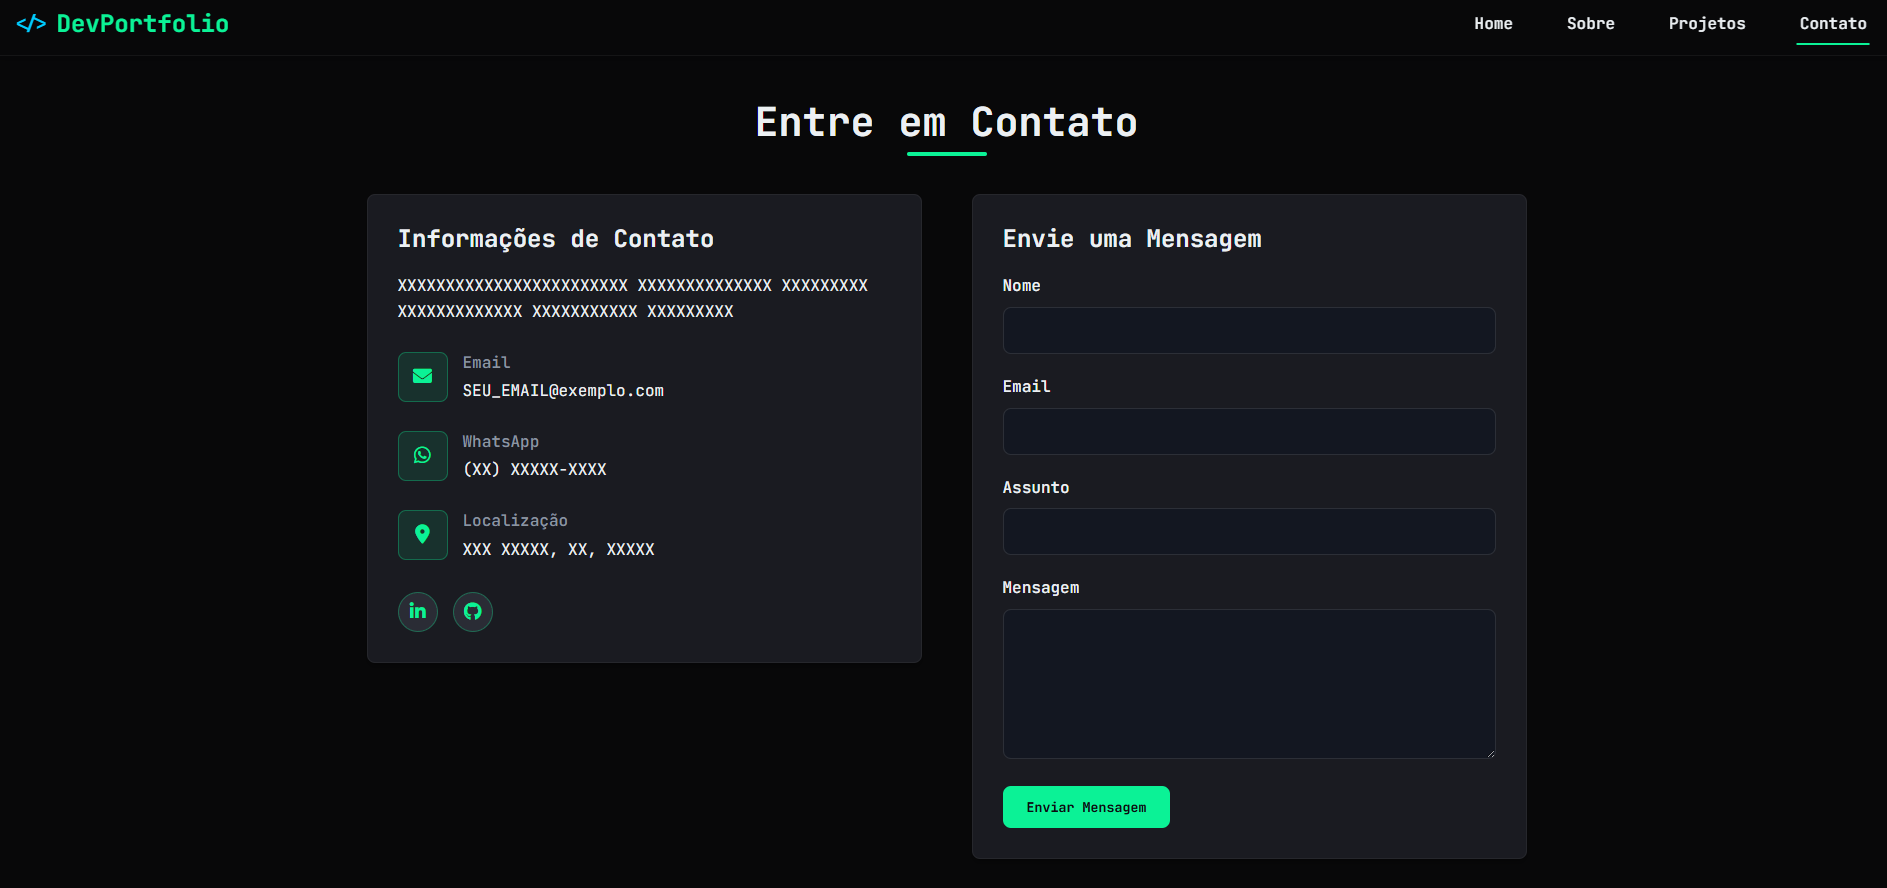 </> DevPortfolio
Home Sobre Projetos Contato
Entre em Contato
Informações de Contato
XXXXXXXXXXXXXXXXXXXXXXXX XXXXXXXXXXXXXX XXXXXXXXX
XXXXXXXXXXXXX XXXXXXXXXXX XXXXXXXXX
Email
SEU_EMAIL@exemplo.com
WhatsApp
(XX) XXXXX-XXXX
Localização
XXX XXXXX, XX, XXXXX
in
Envie uma Mensagem
Nome
Email
Assunto
Mensagem
Enviar Mensagem